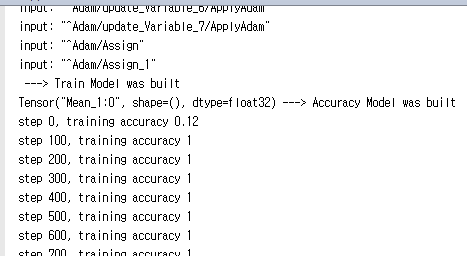 input: "^Adam/update_Variable_6/ApplyAdam"
input: "^Adam/update_Variable_7/ApplyAdam"
input: "^Adam/Assign"
input: "^Adam/Assign_1"
---> Train Model was built
Tensor("Mean_1:0", shape=(), dtype=float32) ---> Accuracy Model was built
step 0, training accuracy 0.12
step 100, training accuracy 1
step 200, training accuracy 1
step 300, training accuracy 1
step 400, training accuracy 1
step 500, training accuracy 1
step 600, training accuracy 1
step 700, training accuracy 1